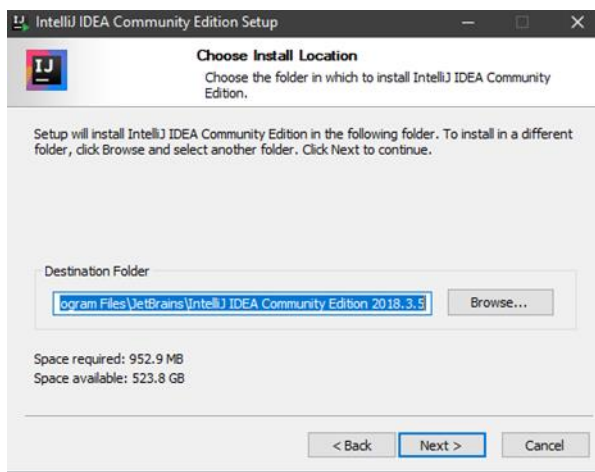 IntelliJ IDEA Community Edition Setup
IJ
Choose Install Location
Choose the folder in which to install IntelliJ IDEA Community
Edition.
Setup will install IntelliJ IDEA Community Edition in the following folder. To install in a different
folder, click Browse and select another folder. Click Next to continue.
Destination Folder
ogram Files\JetBrains\IntelliJ IDEA Community Edition 2018.3.5
Browse...
Space required: 952.9 MB
Space available: 523.8 GB
< Back
Next >
Cancel